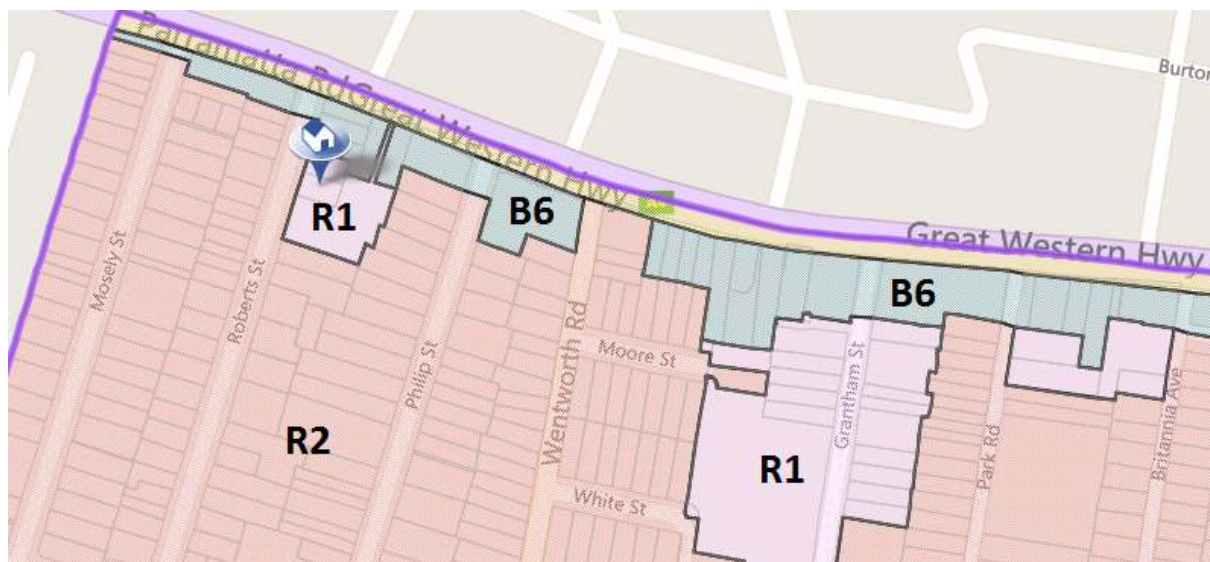 Parramatta Rd
Great Western Hwy
Burton
R1
B6
Great Western Hwy
B6
Mosely St
Roberts St
Philip St
Wentworth Rd
Moore St
Grantham St
Park Rd
Britannia Ave
R2
R1
White St